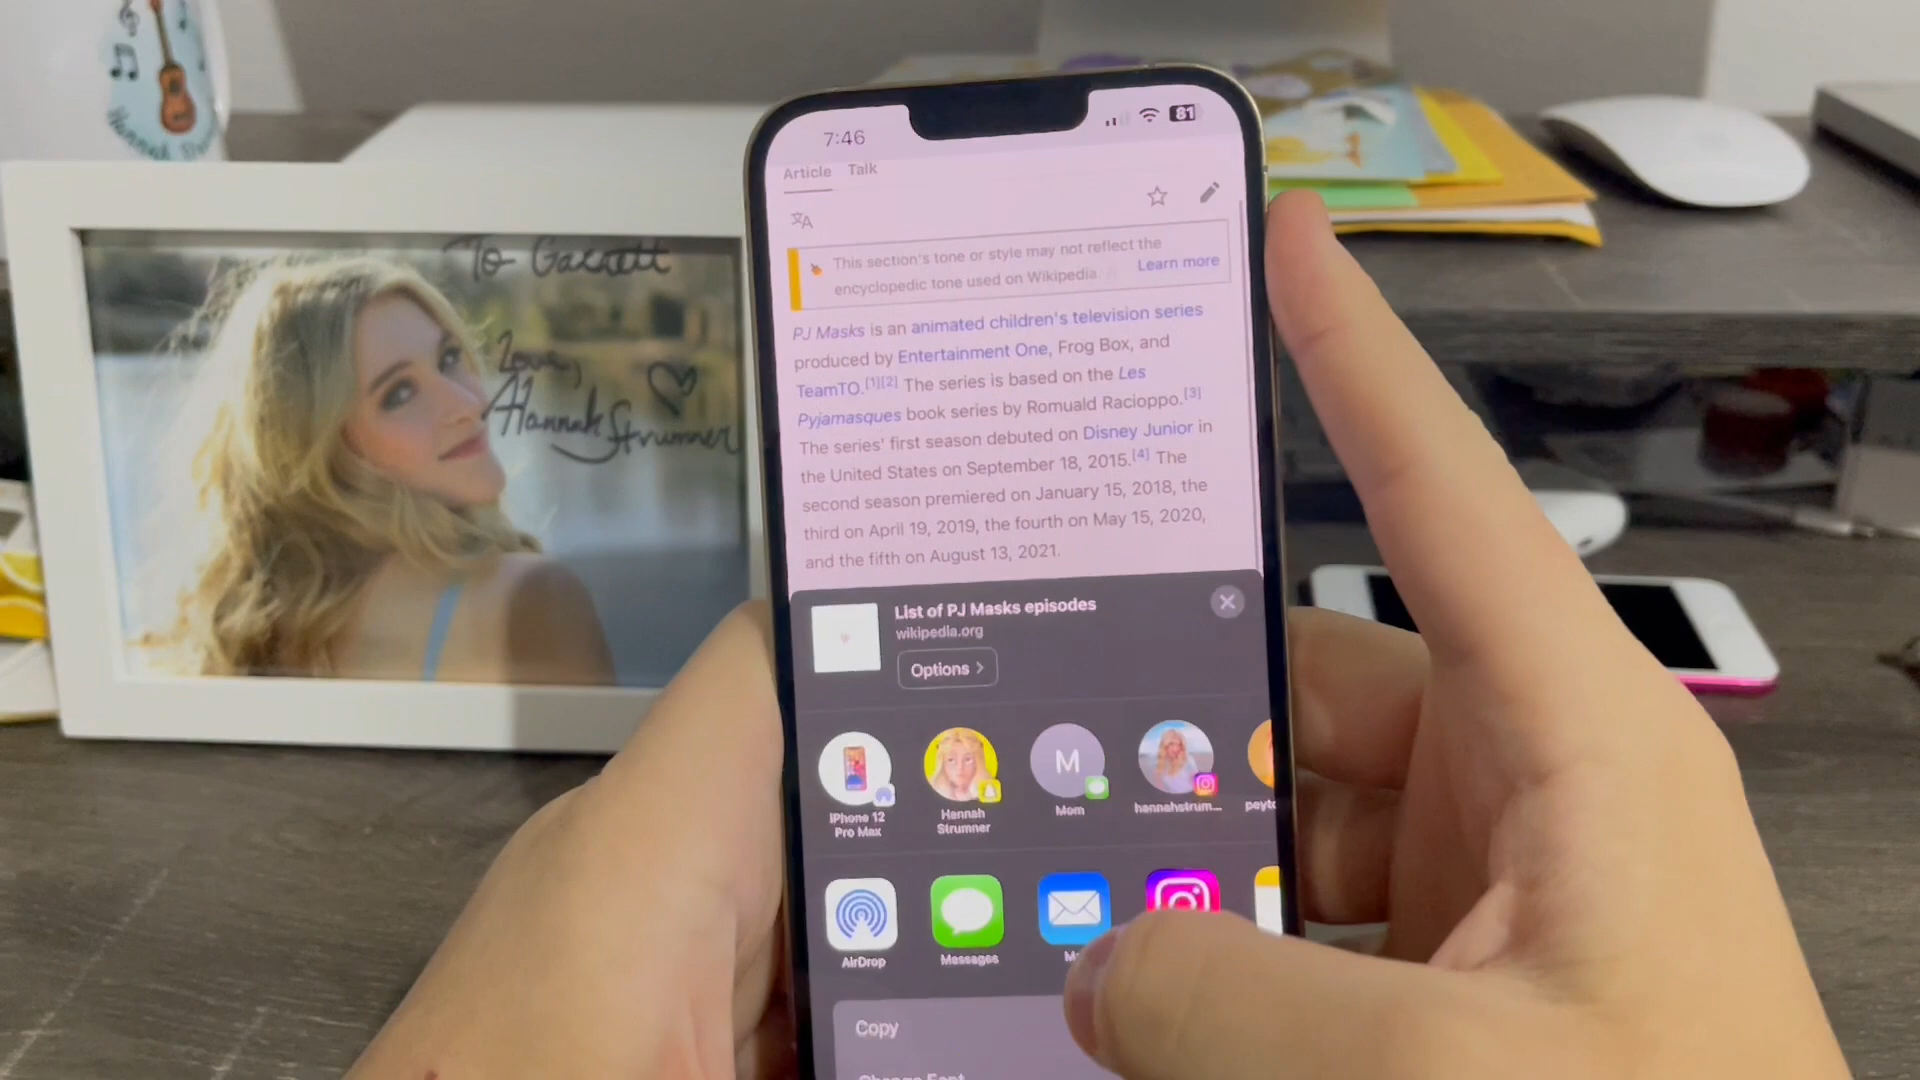 To Garrett
Love,
Hannah Strumner
7:46
81
Article Talk
This section's tone or style may not reflect the
encyclopedic tone used on Wikipedia.
Learn more
PJ Masks is an animated children's television series
produced by Entertainment One, Frog Box, and
TeamTO.[1][2] The series is based on the Les
Pyjamasques book series by Romuald Racioppo.[3]
The series' first season debuted on Disney Junior in
the United States on September 18, 2015.[4] The
second season premiered on January 15, 2018, the
third on April 19, 2019, the fourth on May 15, 2020,
and the fifth on August 13, 2021.
List of PJ Masks episodes
wikipedia.org
Options >
iPhone 12
Pro Max
Hannah
Strumner
M
Mom
hannahstrum...
peyto
AirDrop
Messages
Copy
Change Font